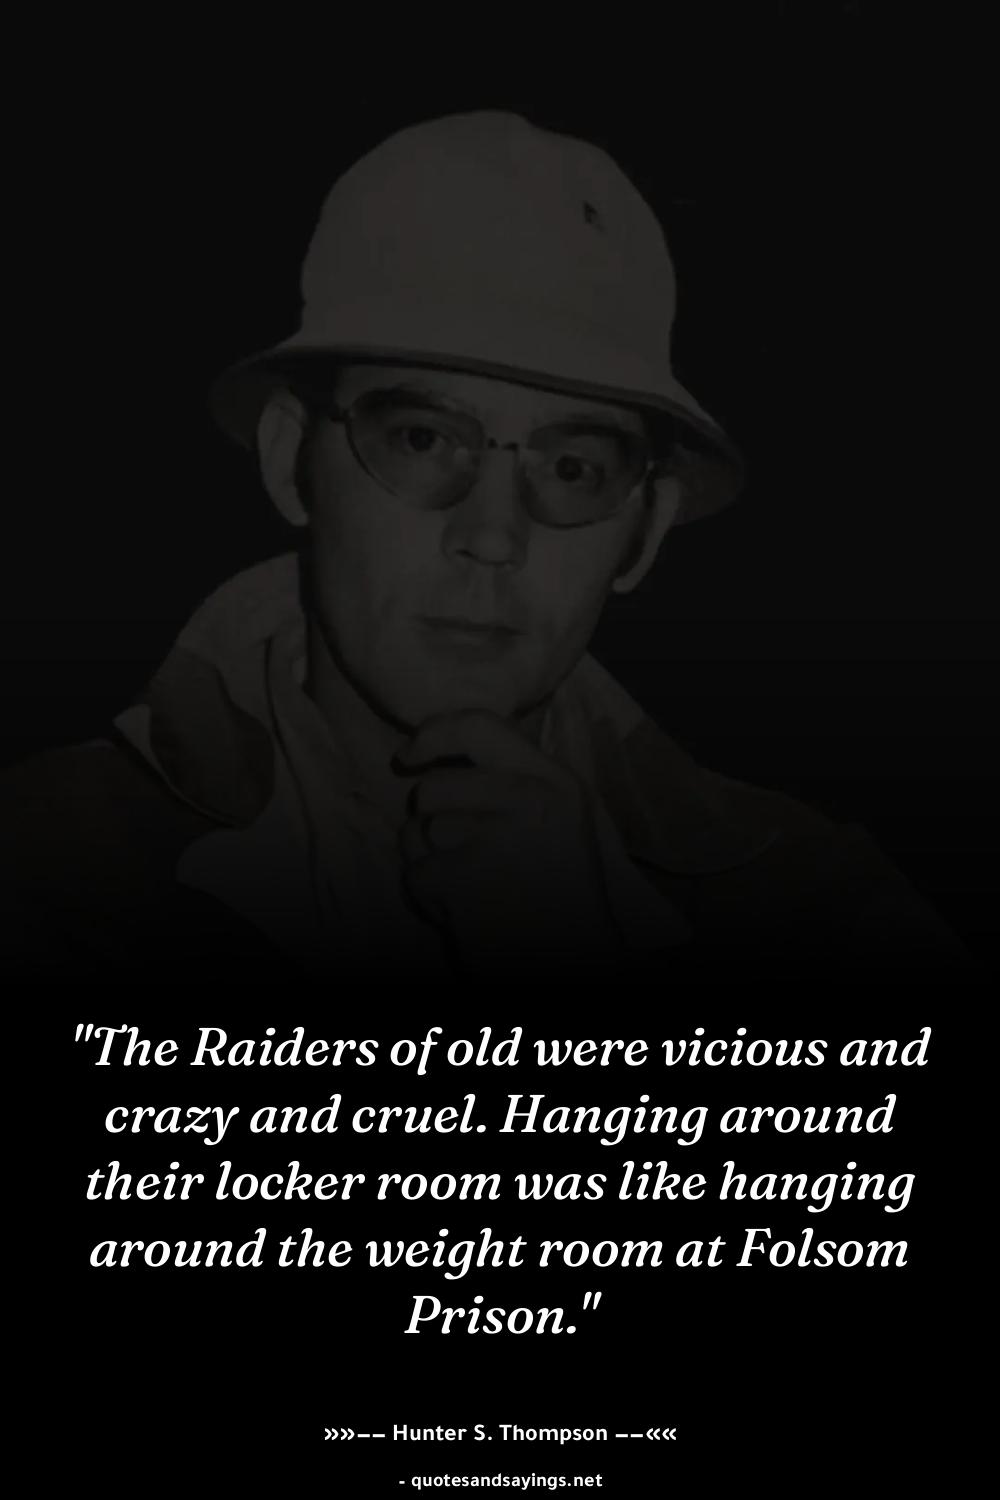 "The Raiders of old were vicious and
crazy and cruel. Hanging around
their locker room was like hanging
around the weight room at Folsom
Prison."
»»−− Hunter S. Thompson −−««
- quotesandsayings.net